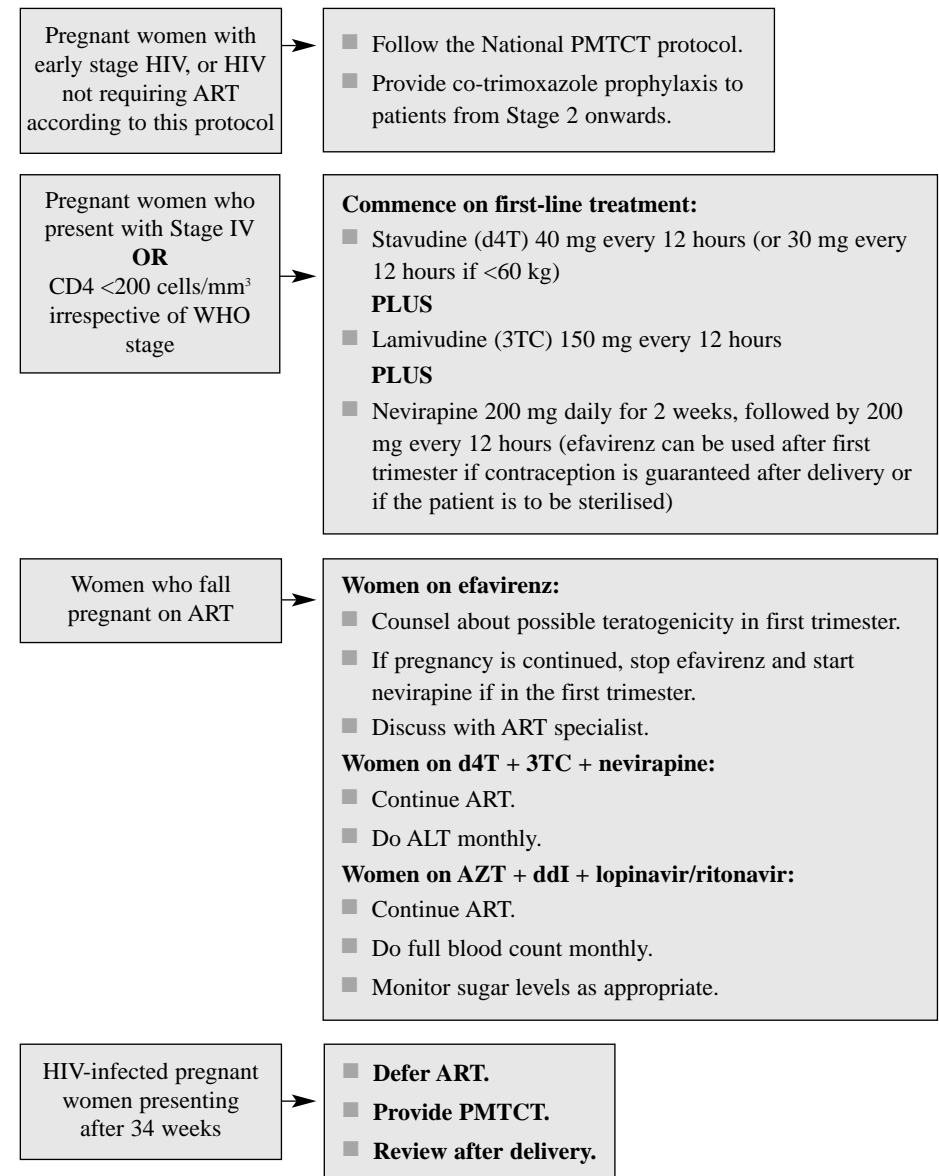 Pregnant women with
early stage HIV, or HIV
not requiring ART
according to this protocol
■ Follow the National PMTCT protocol.
■ Provide co-trimoxazole prophylaxis to
patients from Stage 2 onwards.
Pregnant women who
present with Stage IV
OR
CD4 <200 cells/mm³
irrespective of WHO
stage
Commence on first-line treatment:
■ Stavudine (d4T) 40 mg every 12 hours (or 30 mg every
12 hours if <60 kg)
PLUS
■ Lamivudine (3TC) 150 mg every 12 hours
PLUS
■ Nevirapine 200 mg daily for 2 weeks, followed by 200
mg every 12 hours (efavirenz can be used after first
trimester if contraception is guaranteed after delivery or
if the patient is to be sterilised)
Women who fall
pregnant on ART
Women on efavirenz:
■ Counsel about possible teratogenicity in first trimester.
■ If pregnancy is continued, stop efavirenz and start
nevirapine if in the first trimester.
■ Discuss with ART specialist.
Women on d4T + 3TC + nevirapine:
■ Continue ART.
■ Do ALT monthly.
Women on AZT + ddI + lopinavir/ritonavir:
■ Continue ART.
■ Do full blood count monthly.
■ Monitor sugar levels as appropriate.
HIV-infected pregnant
women presenting
after 34 weeks
■ Defer ART.
■ Provide PMTCT.
■ Review after delivery.